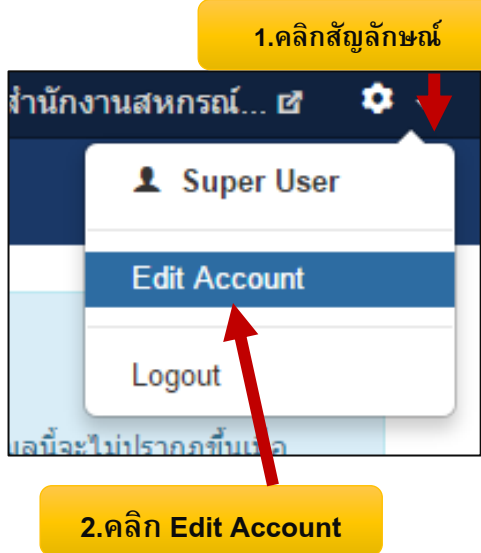 1.คลิกสัญลักษณ์
สำนักงานสหกรณ์...
Super User
Edit Account
Logout
2.คลิก Edit Account